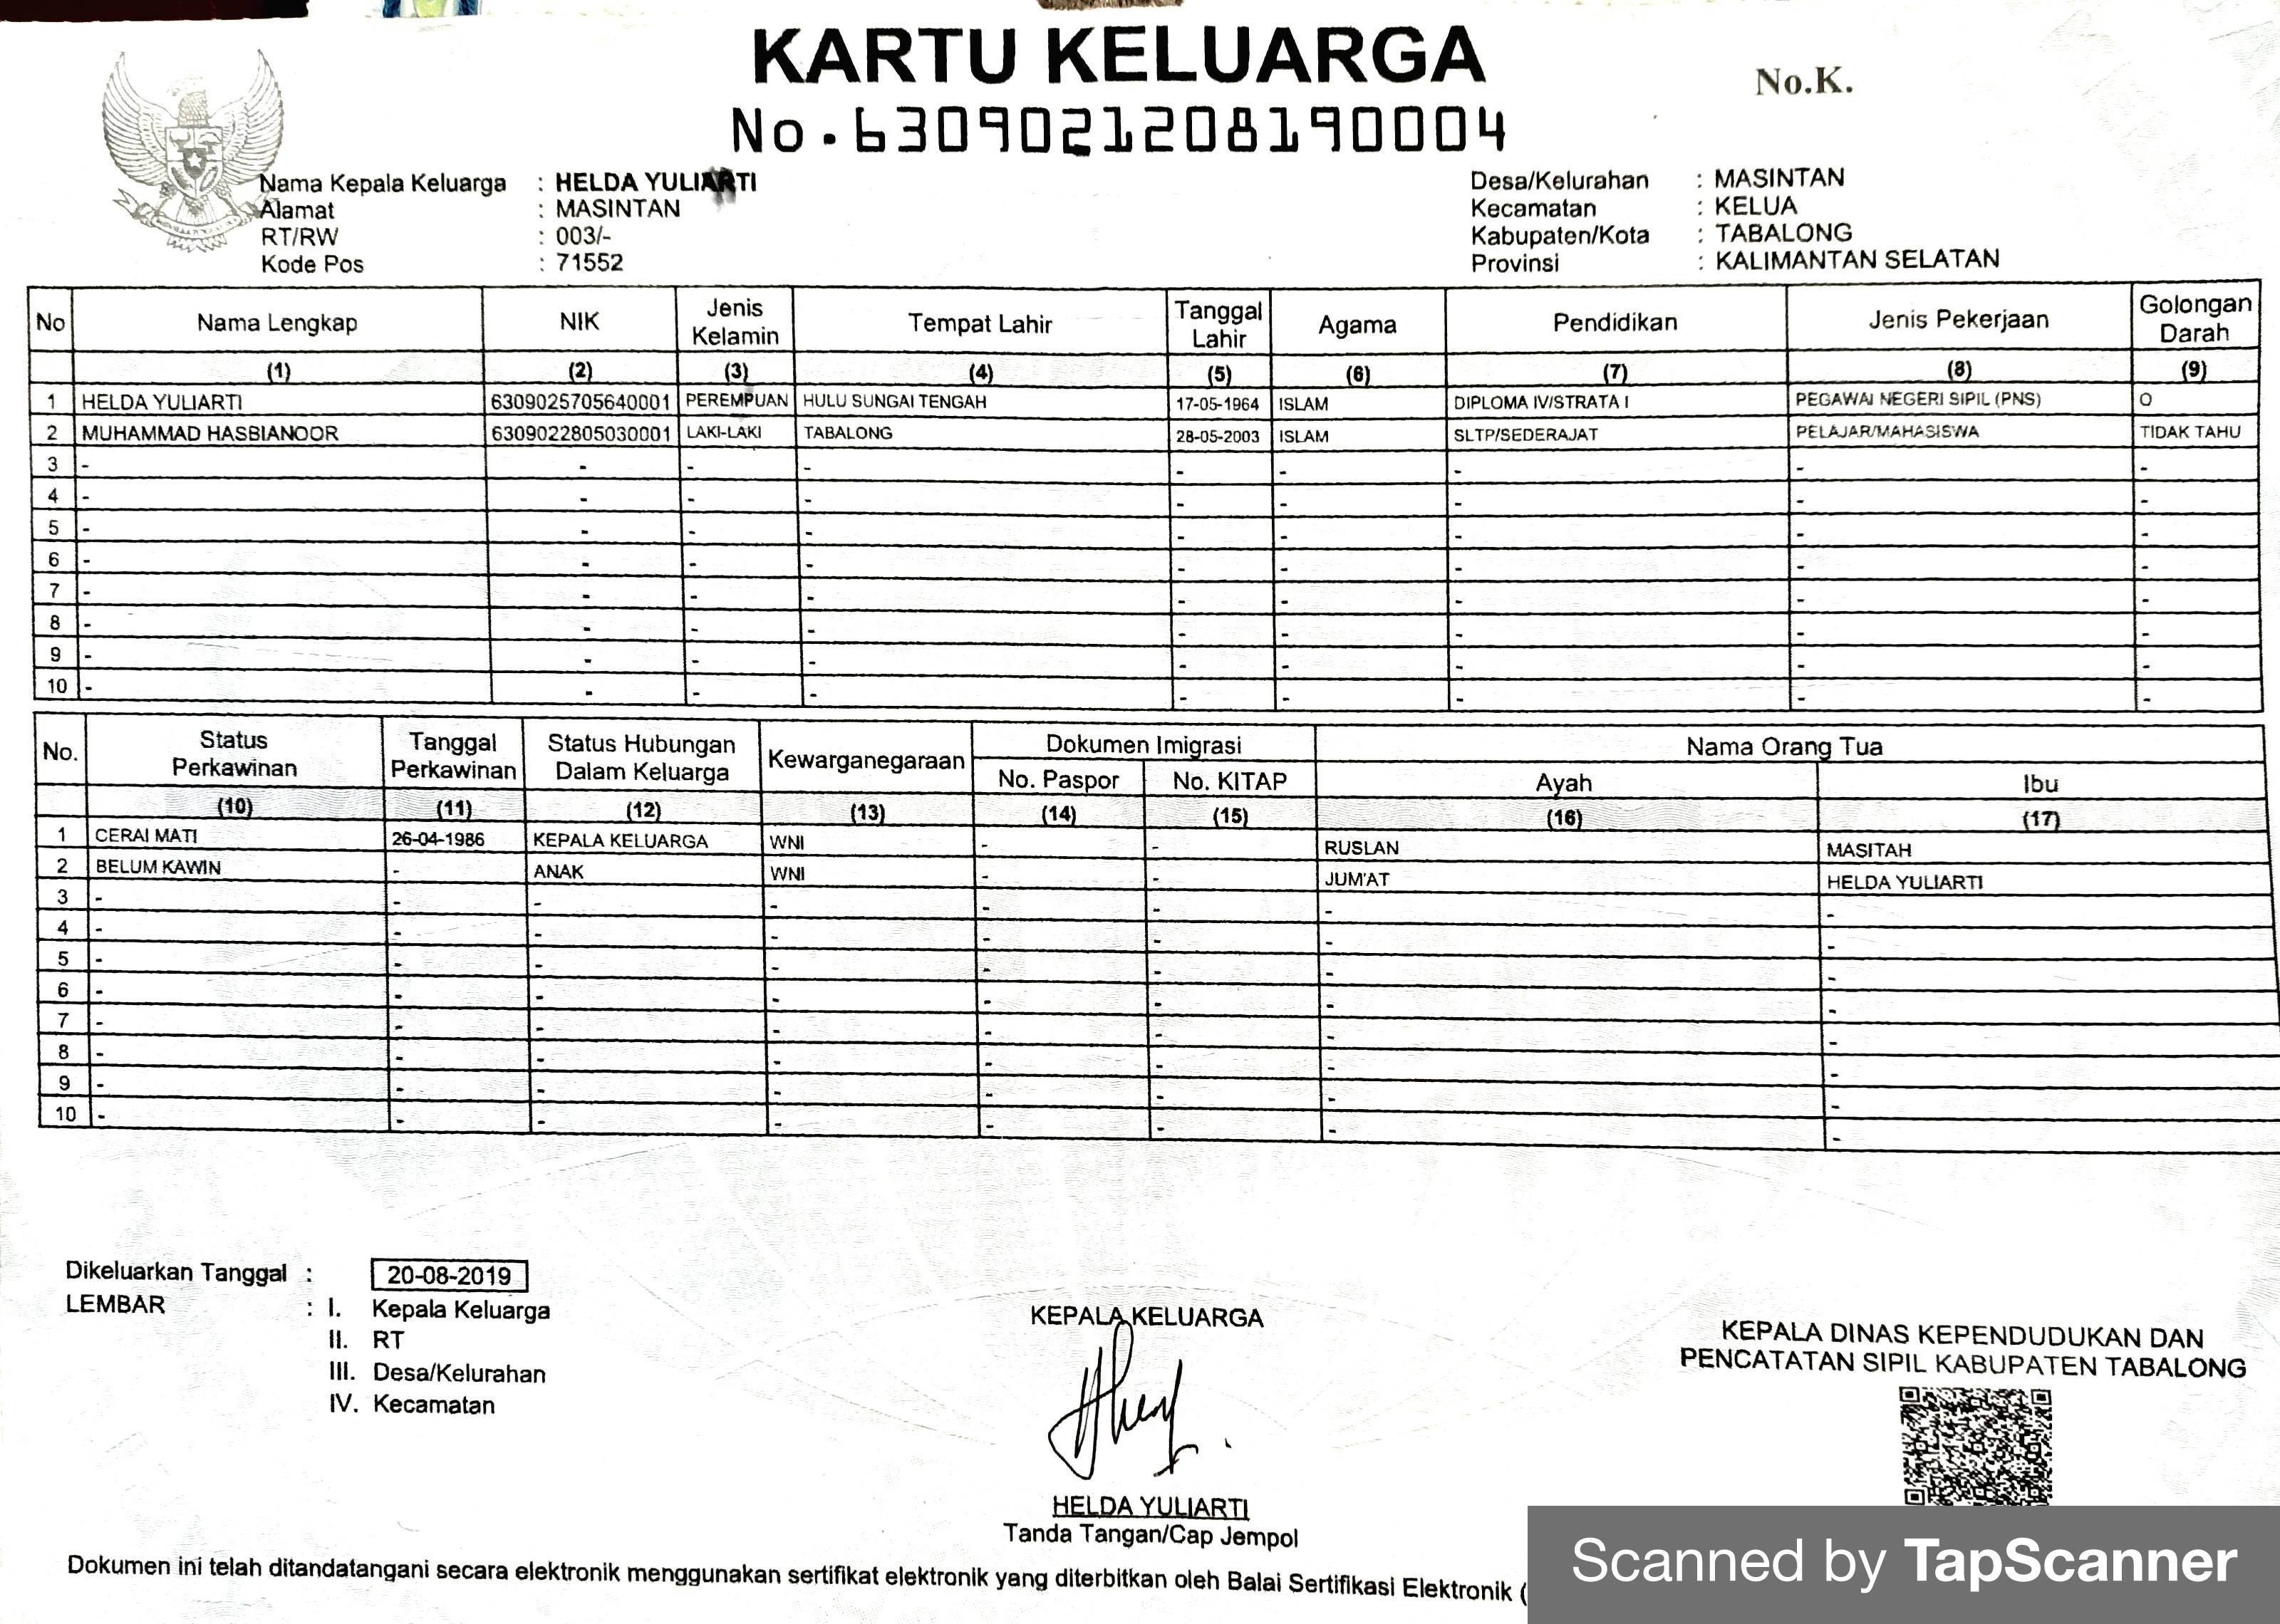 KARTU KELUARGA
No.K.
No.6309021208190004
Nama Kepala Keluarga : HELDA YULIARTI
Alamat : MASINTAN
RT/RW : 003/-
Kode Pos : 71552
Desa/Kelurahan : MASINTAN
Kecamatan : KELUA
Kabupaten/Kota : TABALONG
Provinsi : KALIMANTAN SELATAN
No Nama Lengkap NIK Jenis Kelamin Tempat Lahir Tanggal Lahir Agama Pendidikan Jenis Pekerjaan Golongan Darah
(1) (2) (3) (4) (5) (6) (7) (8) (9)
1 HELDA YULIARTI 6309025705640001 PEREMPUAN HULU SUNGAI TENGAH 17-05-1964 ISLAM DIPLOMA IV/STRATA I PEGAWAI NEGERI SIPIL (PNS) O
2 MUHAMMAD HASBIANOOR 6309022805030001 LAKI-LAKI TABALONG 28-05-2003 ISLAM SLTP/SEDERAJAT PELAJAR/MAHASISWA TIDAK TAHU
3 - - - - - - - - -
4 - - - - - - - - -
5 - - - - - - - - -
6 - - - - - - - - -
7 - - - - - - - - -
8 - - - - - - - - -
9 - - - - - - - - -
10 - - - - - - - - -
No. Status Perkawinan Tanggal Perkawinan Status Hubungan Dalam Keluarga Kewarganegaraan Dokumen Imigrasi Nama Orang Tua
No. Paspor No. KITAP Ayah Ibu
(10) (11) (12) (13) (14) (15) (16) (17)
1 CERAI MATI 26-04-1986 KEPALA KELUARGA WNI - - RUSLAN MASITAH
2 BELUM KAWIN - ANAK WNI - - JUM'AT HELDA YULIARTI
3 - - - - - - - -
4 - - - - - - - -
5 - - - - - - - -
6 - - - - - - - -
7 - - - - - - - -
8 - - - - - - - -
9 - - - - - - - -
10 - - - - - - - -
Dikeluarkan Tanggal : 20-08-2019
LEMBAR : I. Kepala Keluarga
II. RT
III. Desa/Kelurahan
IV. Kecamatan
KEPALA KELUARGA
HELDA YULIARTI
Tanda Tangan/Cap Jempol
KEPALA DINAS KEPENDUDUKAN DAN
PENCATATAN SIPIL KABUPATEN TABALONG
Dokumen ini telah ditandatangani secara elektronik menggunakan sertifikat elektronik yang diterbitkan oleh Balai Sertifikasi Elektronik (
Scanned by TapScanner